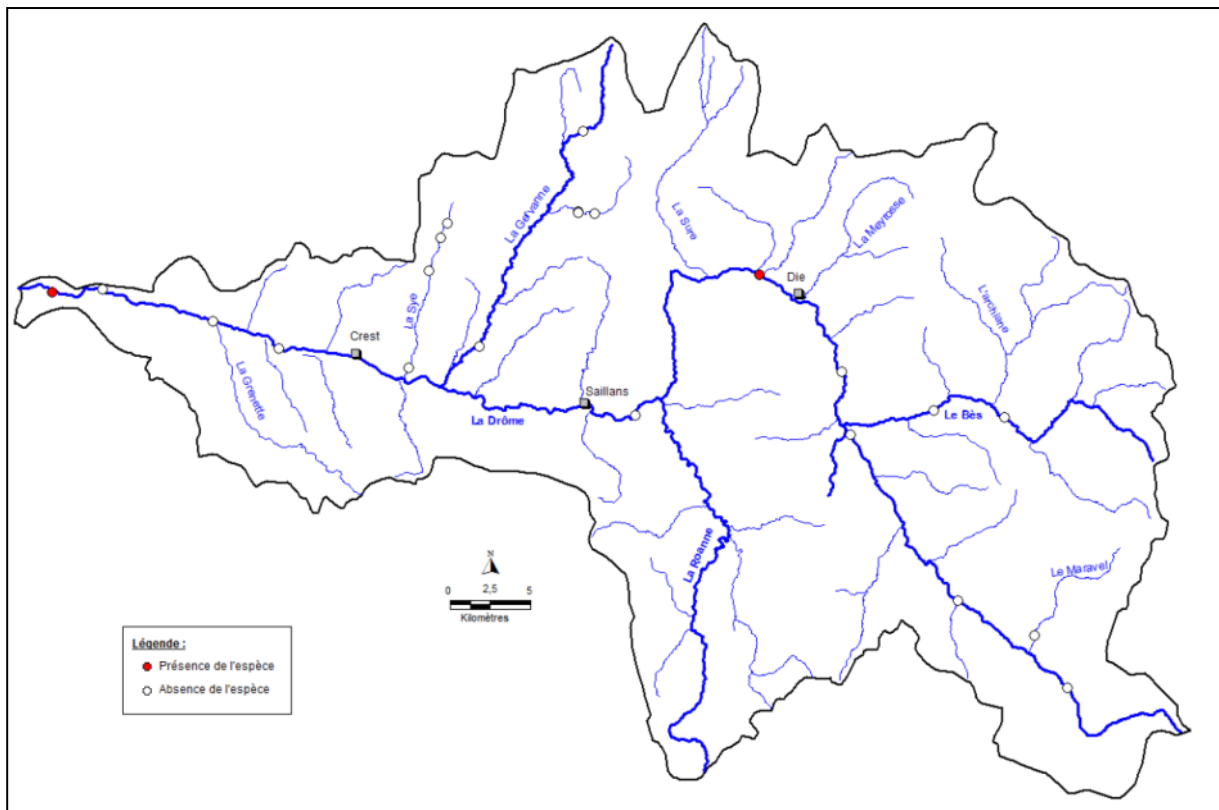 La Gervanne
La Sure
La Meyrosse
Die
L'archiane
La Sye
Crest
La Grenette
Saillans
La Drôme
Le Bès
La Roanne
Le Maravel
N
0 2,5 5
Kilomètres
Légende :
Présence de l'espèce
Absence de l'espèce